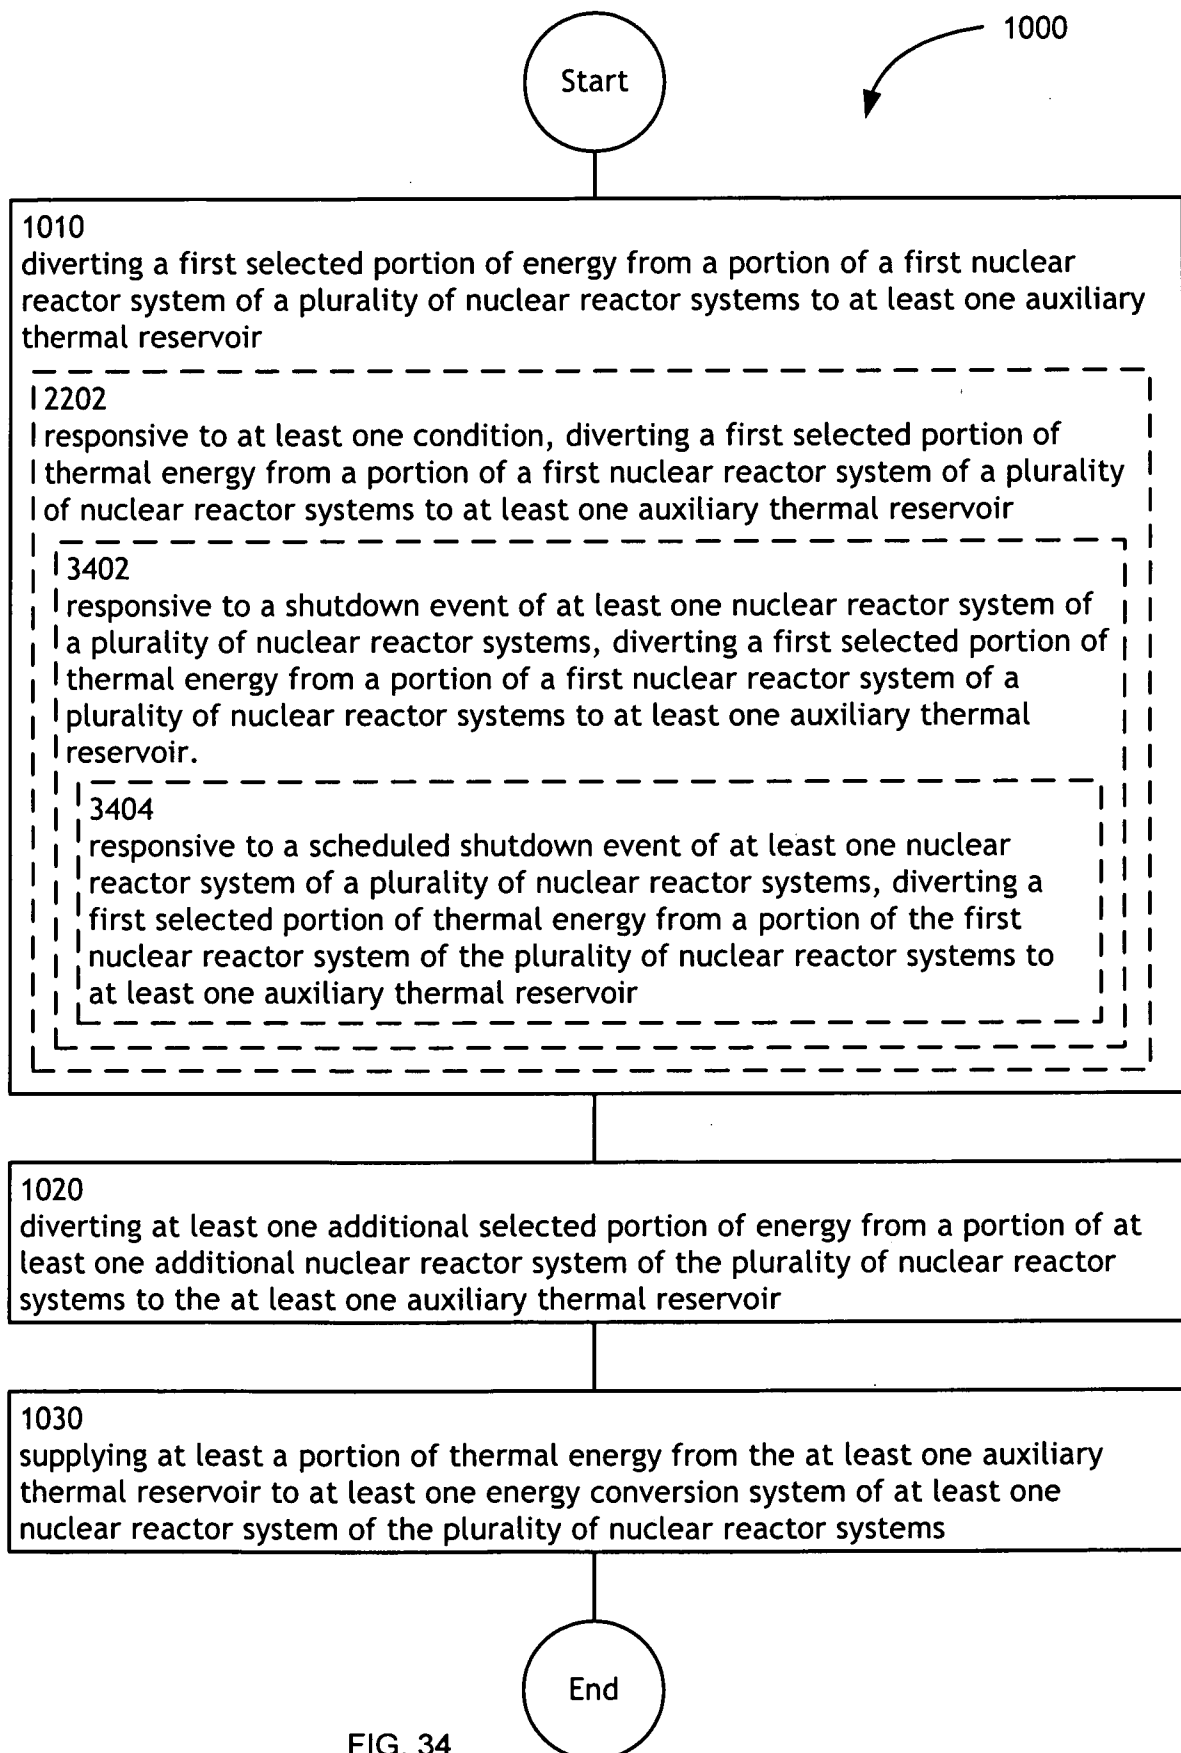 1000
Start
1010
diverting a first selected portion of energy from a portion of a first nuclear
reactor system of a plurality of nuclear reactor systems to at least one auxiliary
thermal reservoir
2202
responsive to at least one condition, diverting a first selected portion of
thermal energy from a portion of a first nuclear reactor system of a plurality
of nuclear reactor systems to at least one auxiliary thermal reservoir
3402
responsive to a shutdown event of at least one nuclear reactor system of
a plurality of nuclear reactor systems, diverting a first selected portion of
thermal energy from a portion of a first nuclear reactor system of a
plurality of nuclear reactor systems to at least one auxiliary thermal
reservoir.
3404
responsive to a scheduled shutdown event of at least one nuclear
reactor system of a plurality of nuclear reactor systems, diverting a
first selected portion of thermal energy from a portion of the first
nuclear reactor system of the plurality of nuclear reactor systems to
at least one auxiliary thermal reservoir
1020
diverting at least one additional selected portion of energy from a portion of at
least one additional nuclear reactor system of the plurality of nuclear reactor
systems to the at least one auxiliary thermal reservoir
1030
supplying at least a portion of thermal energy from the at least one auxiliary
thermal reservoir to at least one energy conversion system of at least one
nuclear reactor system of the plurality of nuclear reactor systems
End
FIG. 34